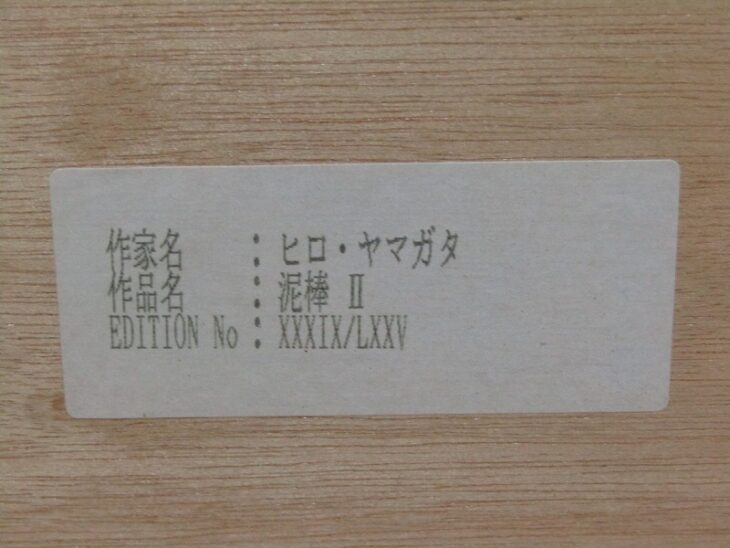 作家名 : ヒロ・ヤマガタ
作品名 : 泥棒 Ⅱ
EDITION No : XXXIX/LXXV